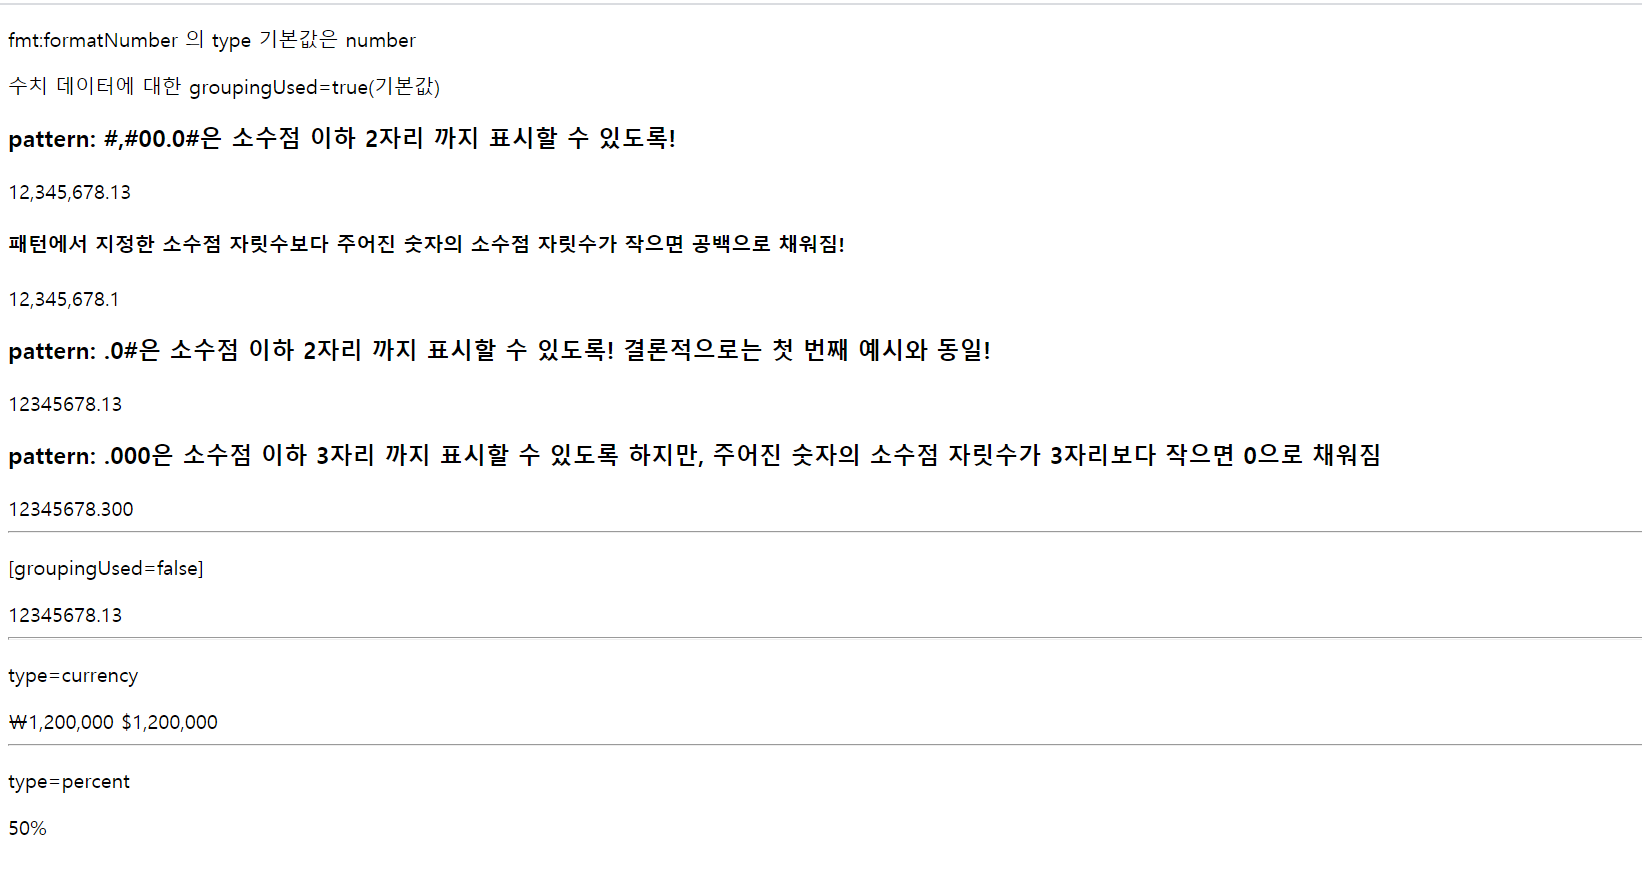 fmt:formatNumber 의 type 기본값은 number
수치 데이터에 대한 groupingUsed=true(기본값)
pattern: #,#00.0#은 소수점 이하 2자리 까지 표시할 수 있도록!
12,345,678.13
패턴에서 지정한 소수점 자릿수보다 주어진 숫자의 소수점 자릿수가 작으면 공백으로 채워짐!
12,345,678.1
pattern: .0#은 소수점 이하 2자리 까지 표시할 수 있도록! 결론적으로는 첫 번째 예시와 동일!
12345678.13
pattern: .000은 소수점 이하 3자리 까지 표시할 수 있도록 하지만, 주어진 숫자의 소수점 자릿수가 3자리보다 작으면 0으로 채워짐
12345678.300
[groupingUsed=false]
12345678.13
type=currency
₩1,200,000 $1,200,000
type=percent
50%